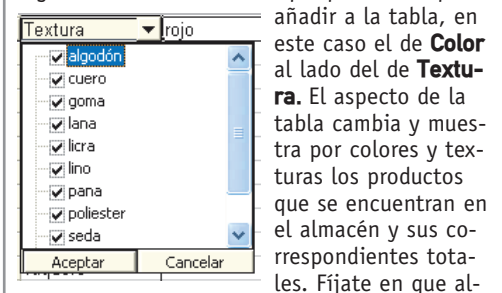 Textura
rojo
algodón
cuero
goma
lana
licra
lino
pana
poliester
seda
Aceptar
Cancelar
añadir a la tabla, en
este caso el de Color
al lado del de Textu-
ra. El aspecto de la
tabla cambia y mues-
tra por colores y tex-
turas los productos
que se encuentran en
el almacén y sus co-
rrespondientes tota-
les. Fíjate en que al-